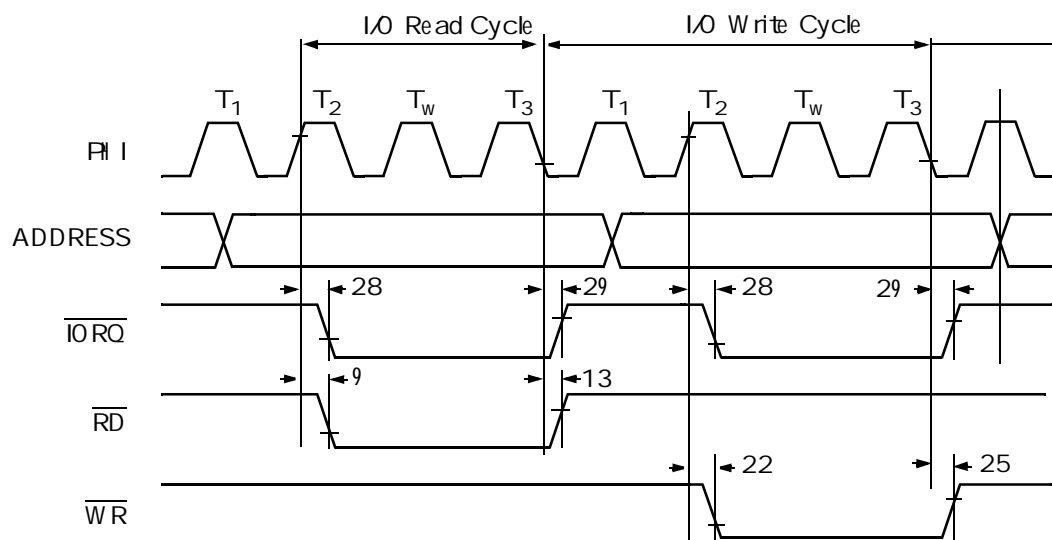 I/O Read Cycle I/O Write Cycle
T1 T2 Tw T3 T1 T2 Tw T3
PHI
ADDRESS
28 29 28 29
IORQ
9 13
RD
22 25
WR